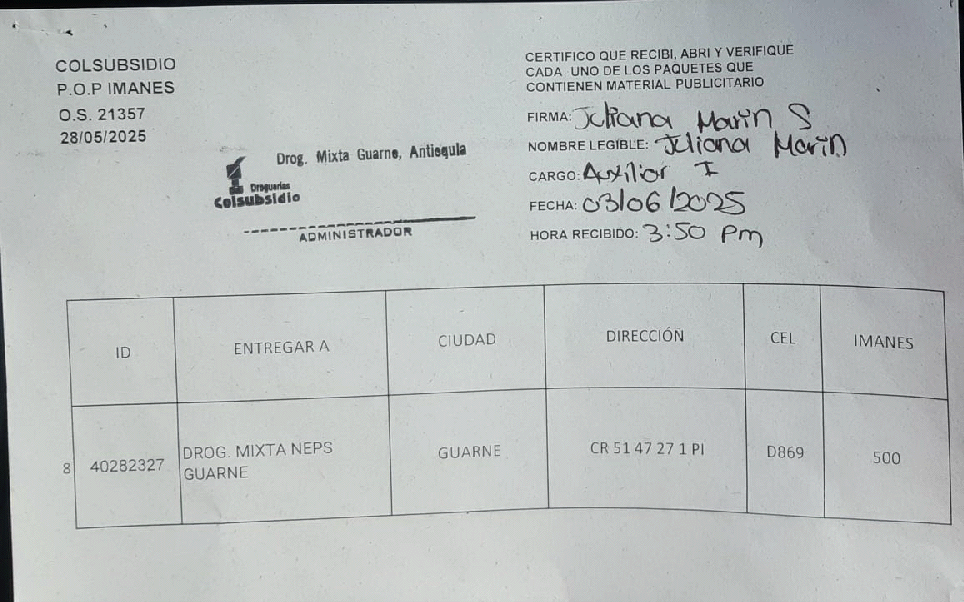 COLSUBSIDIO
P.O.P IMANES
O.S. 21357
28/05/2025
CERTIFICO QUE RECIBI, ABRI Y VERIFIQUE
CADA UNO DE LOS PAQUETES QUE
CONTIENEN MATERIAL PUBLICITARIO
FIRMA: Juliana Marin S
NOMBRE LEGIBLE: Juliana Marin
CARGO: Auxilior I
FECHA: 03/06/2025
HORA RECIBIDO: 3:50 pm
Drog. Mixta Guarne, Antioquia
Droguerías
Colsubsidio
ADMINISTRADOR
ID ENTREGAR A CIUDAD DIRECCIÓN CEL IMANES
8 40282327 DROG. MIXTA NEPS GUARNE CR 51 47 27 1 PI D869 500
GUARNE